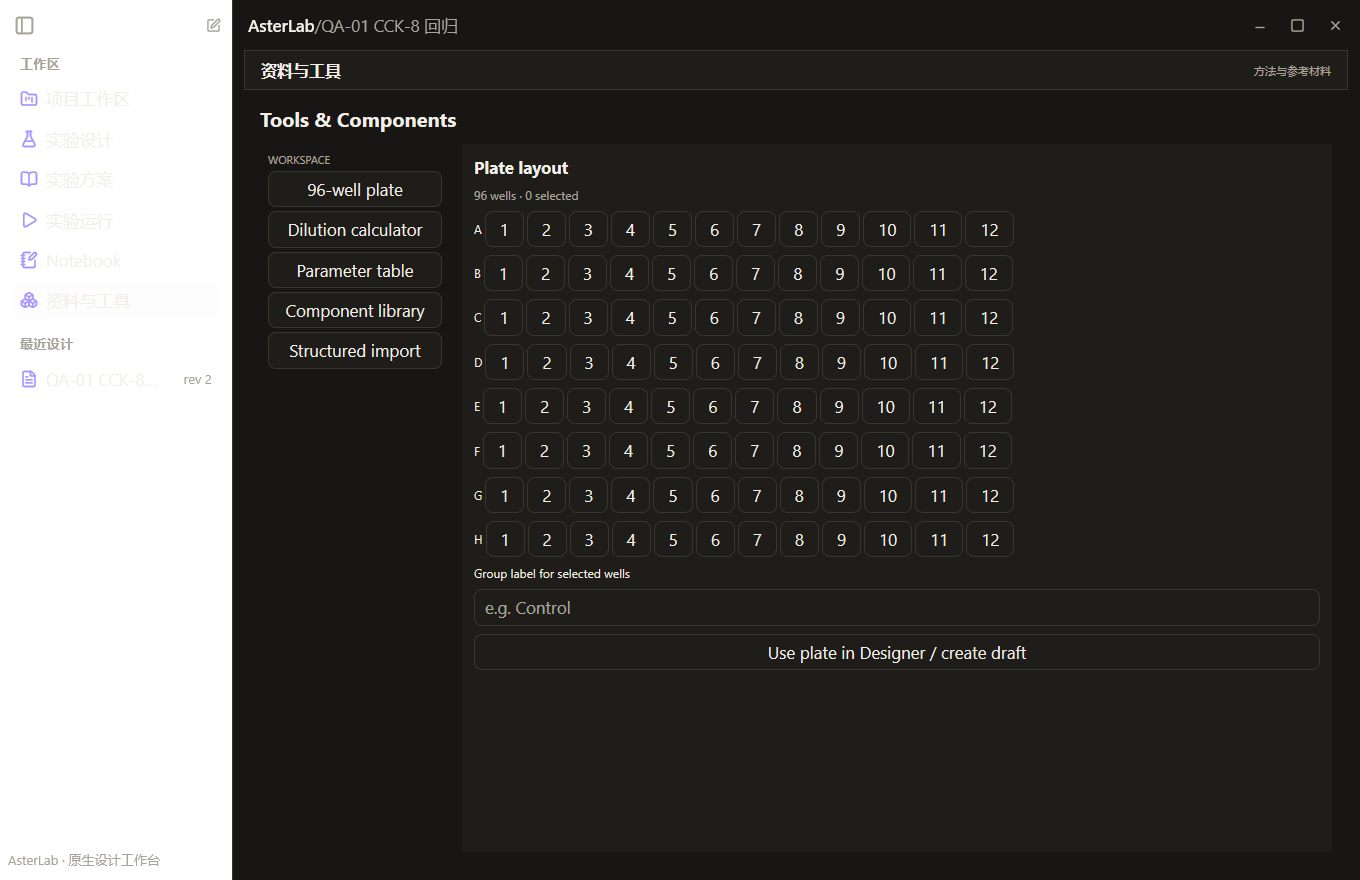 AsterLab/QA-01 CCK-8 回归
工作区
项目工作区
实验设计
实验方案
实验运行
Notebook
资料与工具
最近设计
QA-01 CCK-8... rev 2
AsterLab · 原生设计工作台
资料与工具 方法与参考材料
Tools & Components
WORKSPACE
96-well plate
Dilution calculator
Parameter table
Component library
Structured import
Plate layout
96 wells · 0 selected
A 1 2 3 4 5 6 7 8 9 10 11 12
B 1 2 3 4 5 6 7 8 9 10 11 12
C 1 2 3 4 5 6 7 8 9 10 11 12
D 1 2 3 4 5 6 7 8 9 10 11 12
E 1 2 3 4 5 6 7 8 9 10 11 12
F 1 2 3 4 5 6 7 8 9 10 11 12
G 1 2 3 4 5 6 7 8 9 10 11 12
H 1 2 3 4 5 6 7 8 9 10 11 12
Group label for selected wells
e.g. Control
Use plate in Designer / create draft